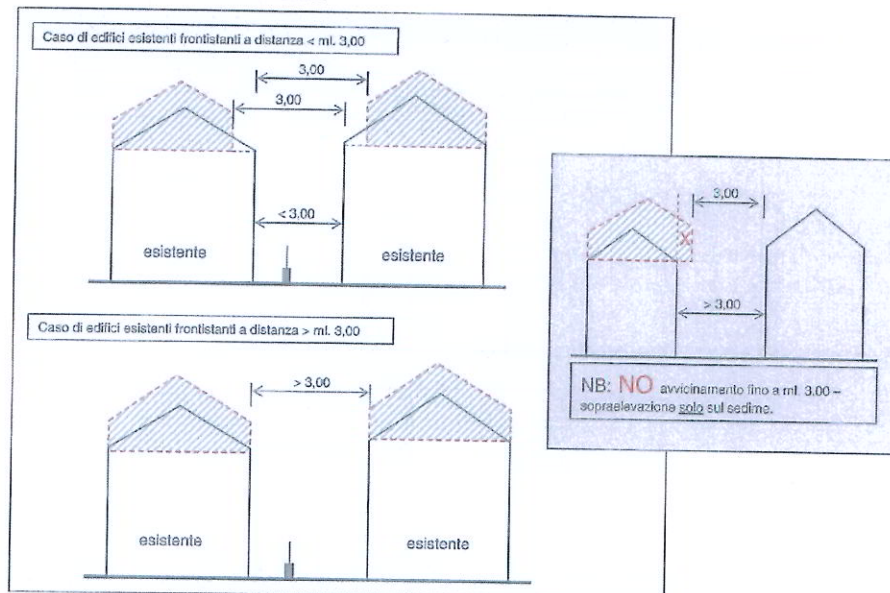 Caso di edifici esistenti frontistanti a distanza < ml. 3,00
3,00
3,00
< 3.00
esistente
esistente
Caso di edifici esistenti frontistanti a distanza > ml. 3,00
> 3,00
esistente
esistente
3,00
X
> 3,00
NB: NO avvicinamento fino a ml. 3.00 –
sopraelevazione solo sul sedime.